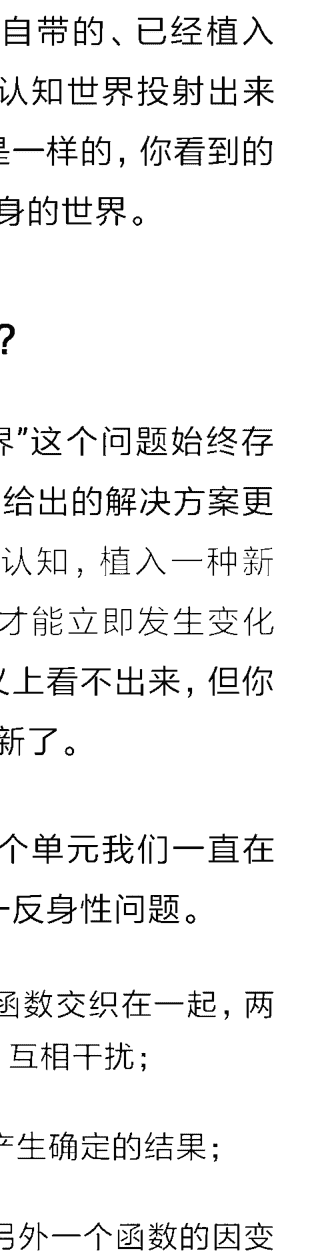 自带的、已经植入
认知世界投射出来
是一样的，你看到的
身的世界。
？
界”这个问题始终存
给出的解决方案更
认知，植入一种新
才能立即发生变化
义上看不出来，但你
新了。
个单元我们一直在
一反身性问题。
函数交织在一起，两
互相干扰；
产生确定的结果；
另外一个函数的因变